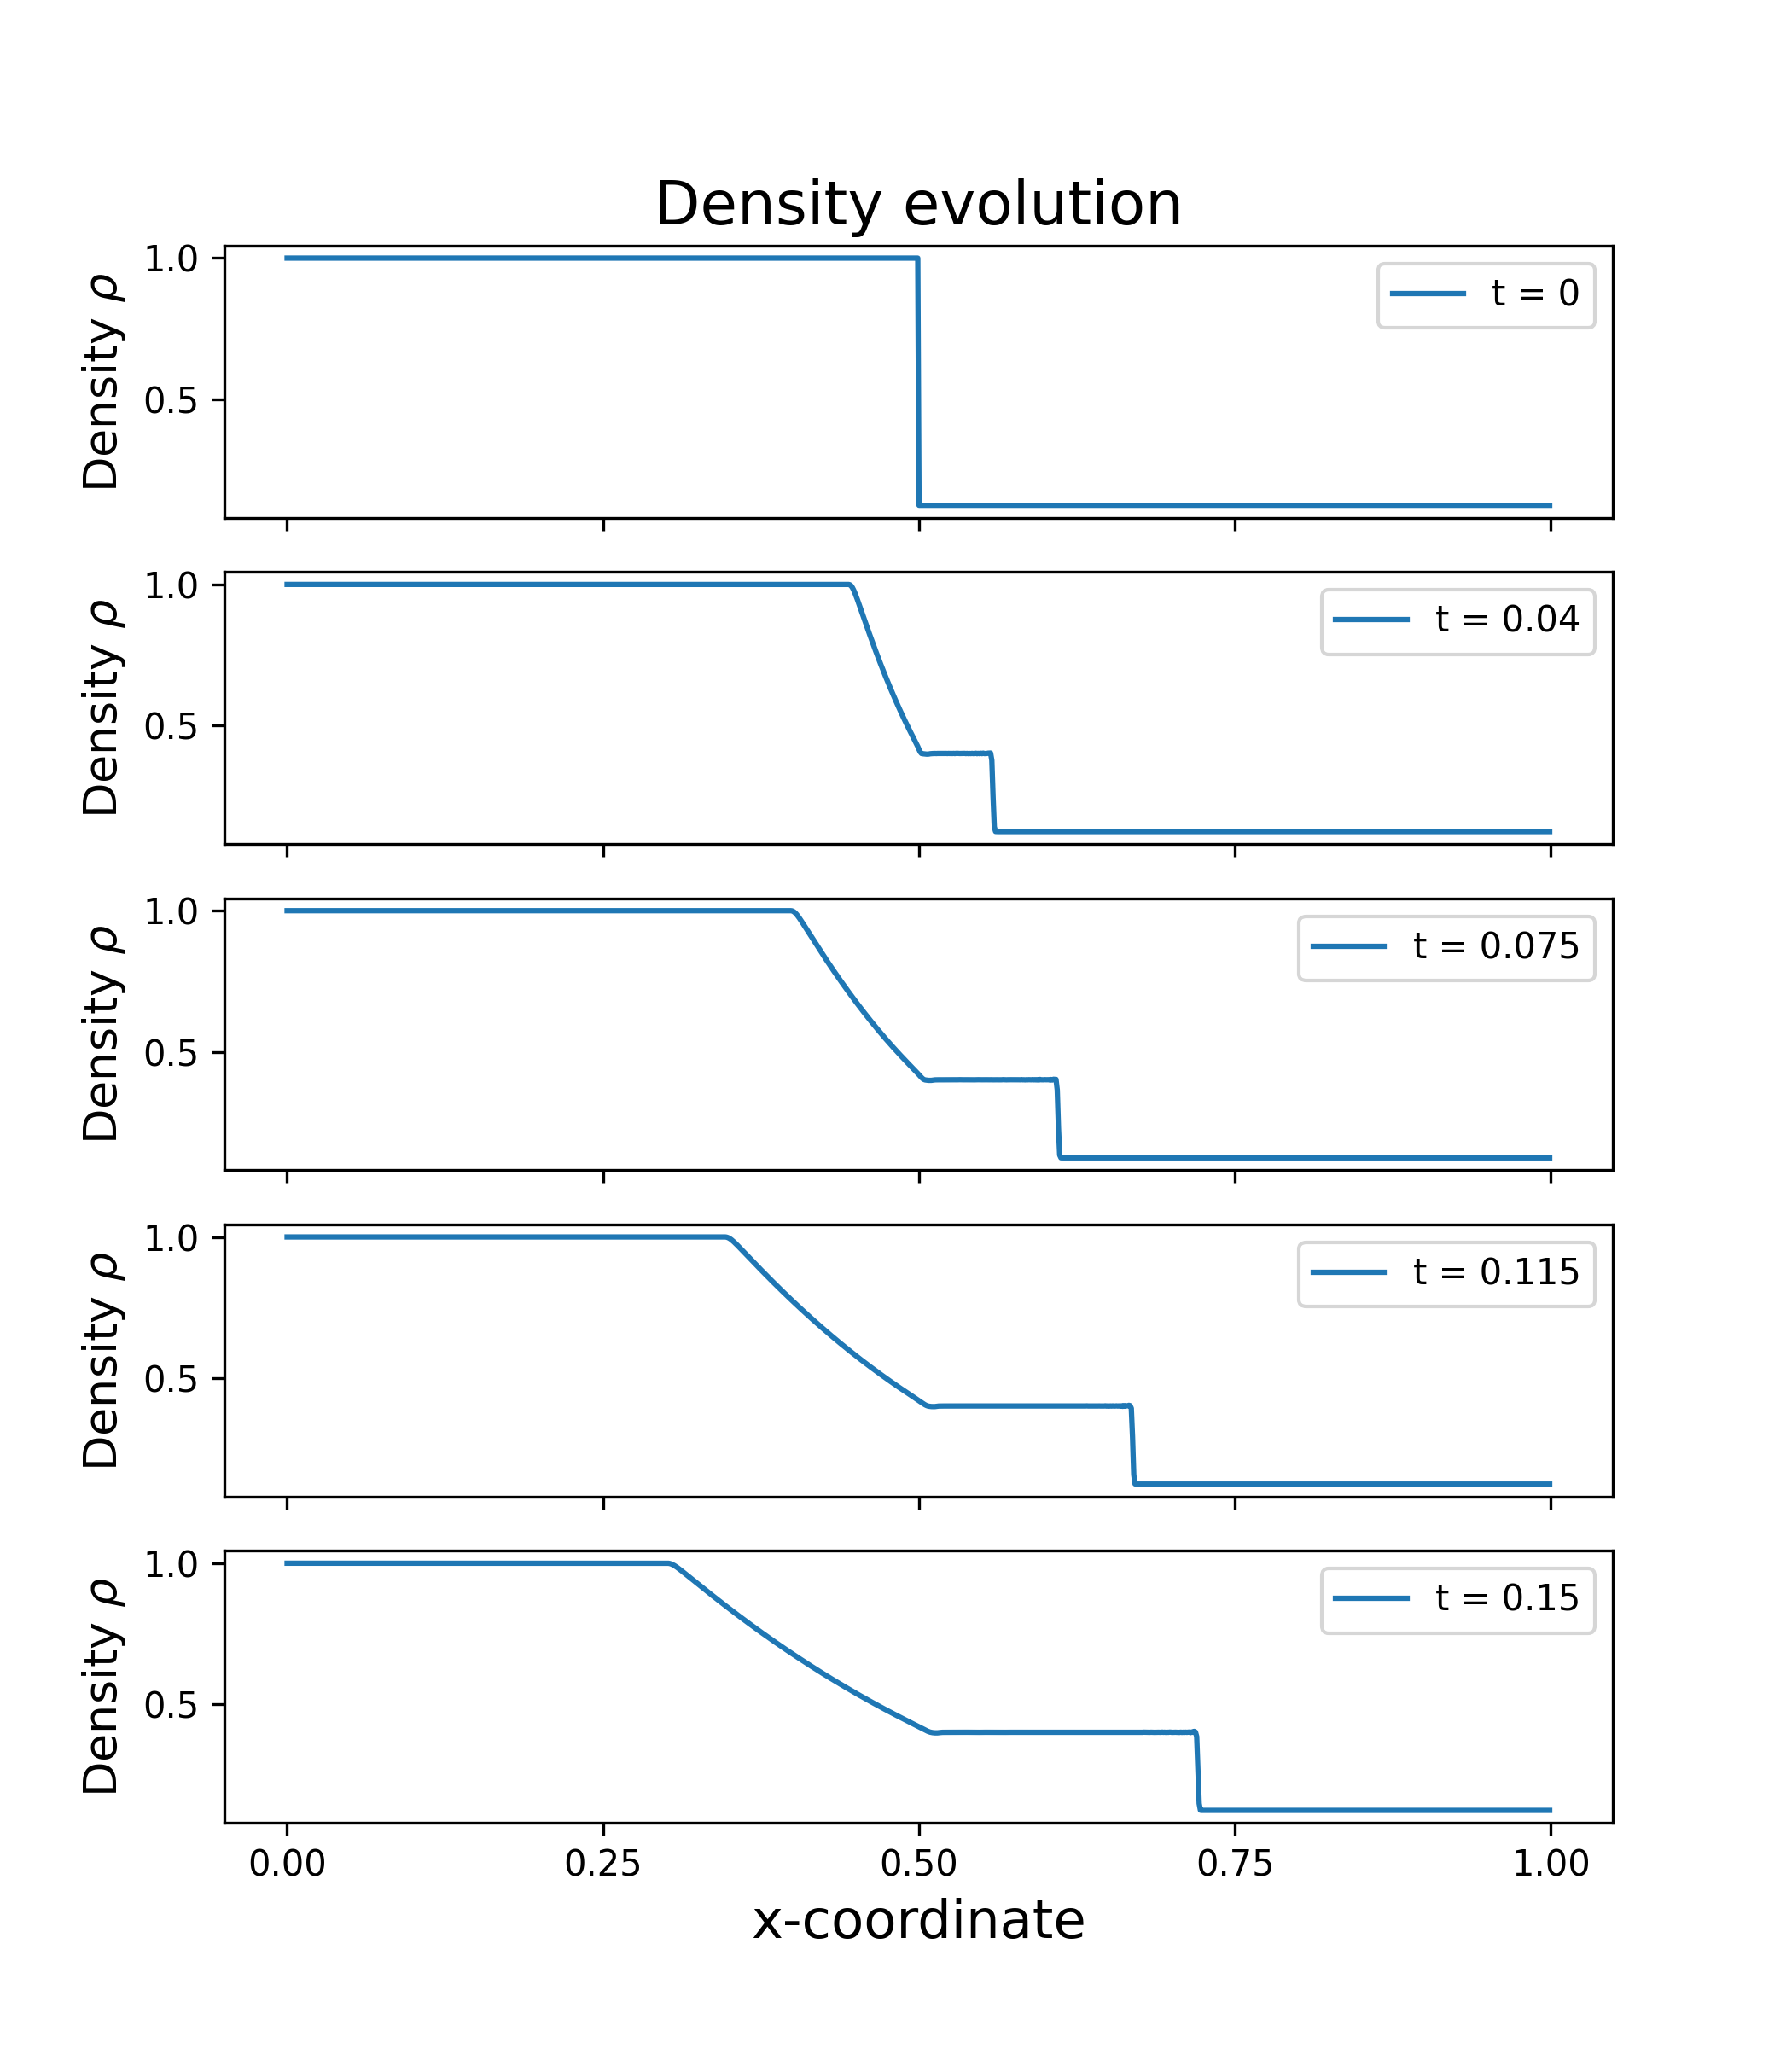 Density evolution
1.0
0.5
Density ρ
t = 0
1.0
0.5
Density ρ
t = 0.04
1.0
0.5
Density ρ
t = 0.075
1.0
0.5
Density ρ
t = 0.115
1.0
0.5
Density ρ
t = 0.15
0.00 0.25 0.50 0.75 1.00
x-coordinate